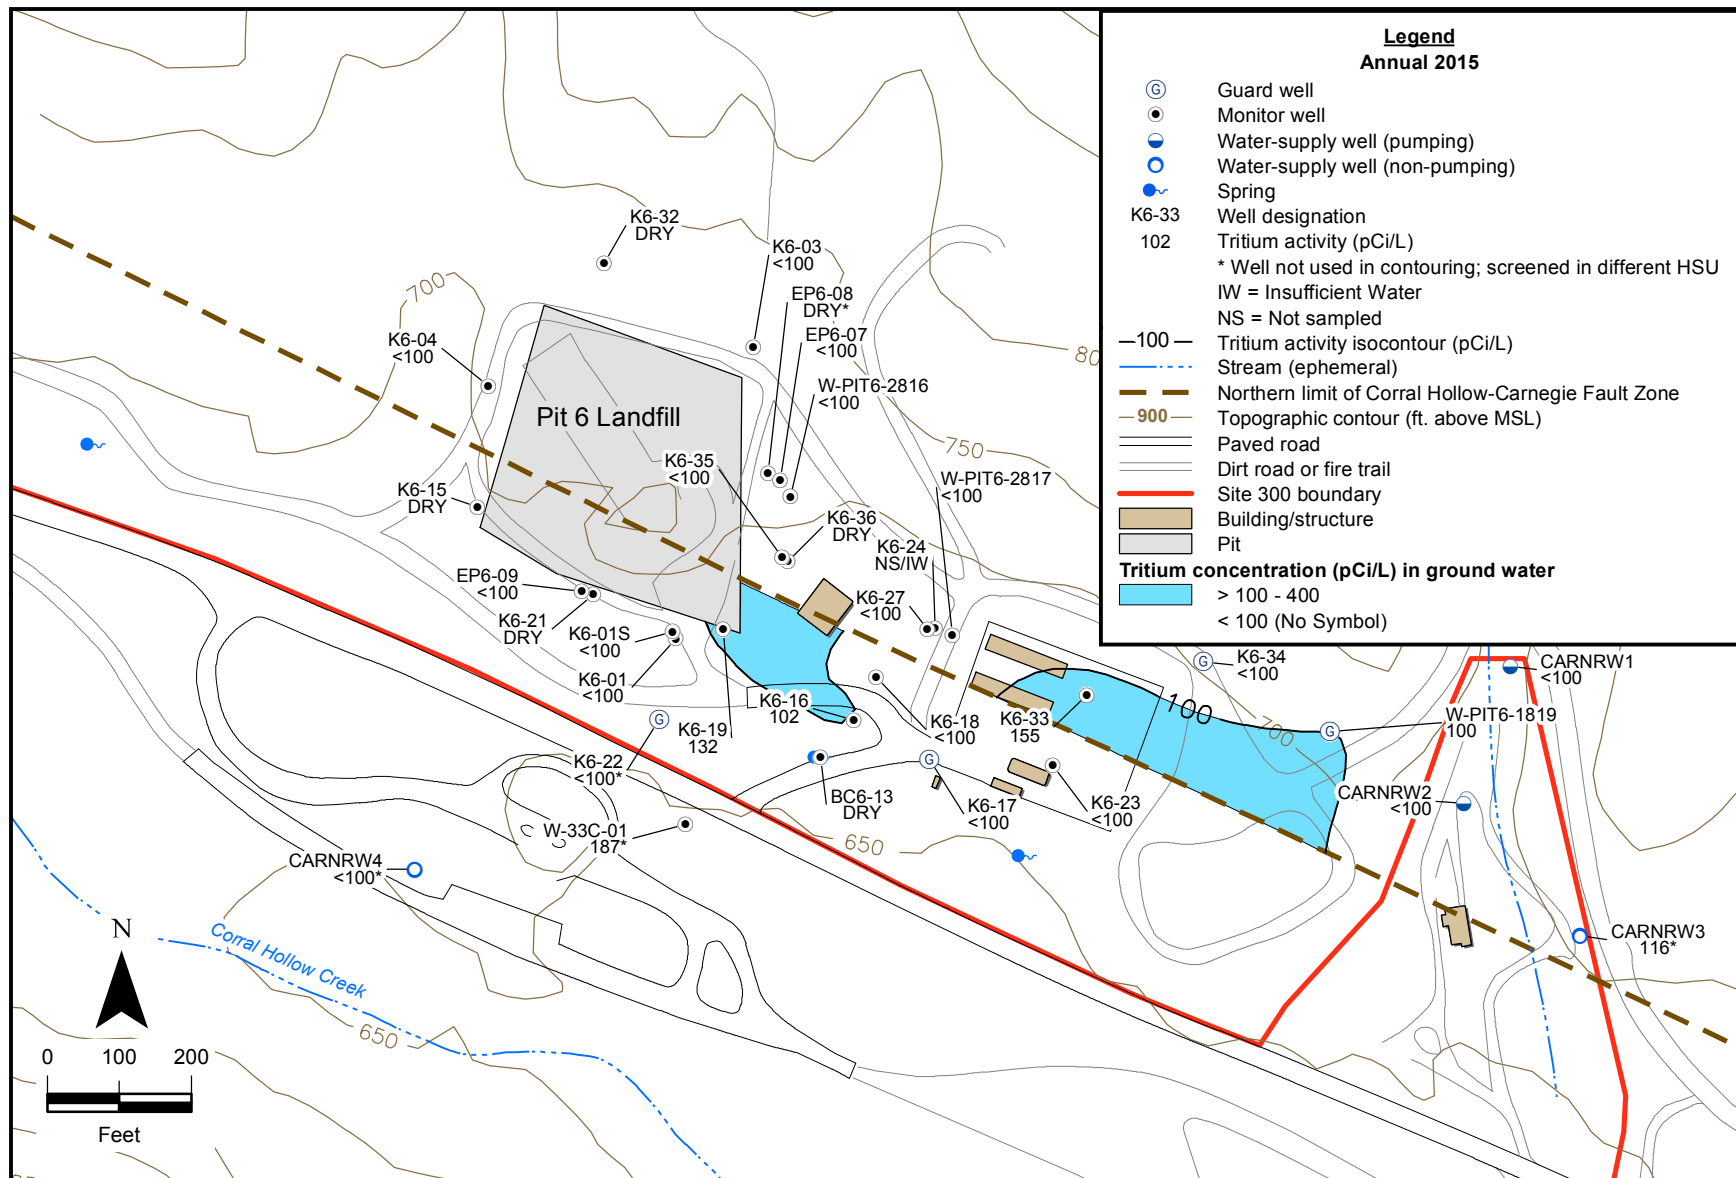 Legend
Annual 2015
Guard well
Monitor well
Water-supply well (pumping)
Water-supply well (non-pumping)
Spring
K6-33 Well designation
102 Tritium activity (pCi/L)
* Well not used in contouring; screened in different HSU
IW = Insufficient Water
NS = Not sampled
100 Tritium activity isocontour (pCi/L)
Stream (ephemeral)
Northern limit of Corral Hollow-Carnegie Fault Zone
900 Topographic contour (ft. above MSL)
Paved road
Dirt road or fire trail
Site 300 boundary
Building/structure
Pit
Tritium concentration (pCi/L) in ground water
> 100 - 400
< 100 (No Symbol)
G
K6-32
DRY
K6-03
<100
EP6-08
DRY*
EP6-07
<100
W-PIT6-2816
<100
700
K6-04
<100
80
Pit 6 Landfill
750
K6-35
<100
W-PIT6-2817
<100
K6-15
DRY
K6-36
DRY
K6-24
NS/IW
EP6-09
<100
K6-27
<100
K6-21
DRY
K6-01S
<100
K6-01
<100
K6-34
<100
G
CARNRW1
<100
K6-16
102
K6-19
132
K6-18
<100
K6-33
155
100
700
G
W-PIT6-1819
100
G
K6-22
<100*
G
BC6-13
DRY
K6-17
<100
K6-23
<100
CARNRW2
<100
W-33C-01
187*
650
CARNRW4
<100*
CARNRW3
116*
N
Corral Hollow Creek
650
0 100 200
Feet